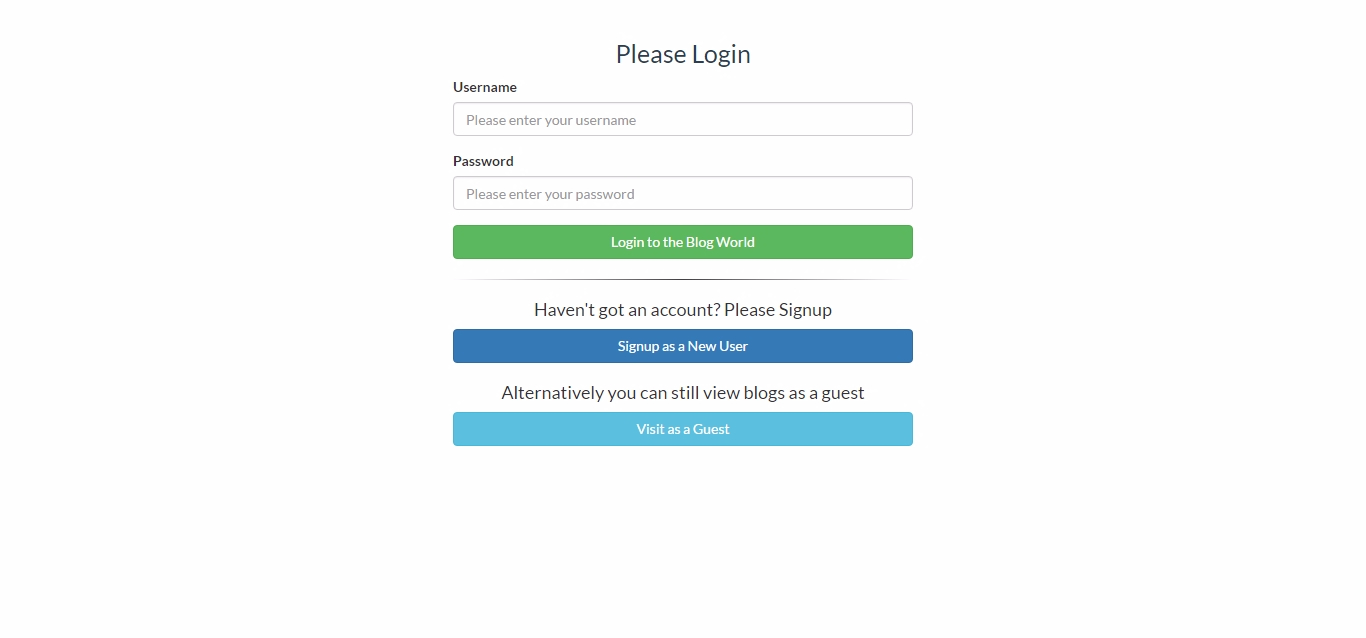 Please Login
Username
Please enter your username
Password
Please enter your password
Login to the Blog World
Haven't got an account? Please Signup
Signup as a New User
Alternatively you can still view blogs as a guest
Visit as a Guest